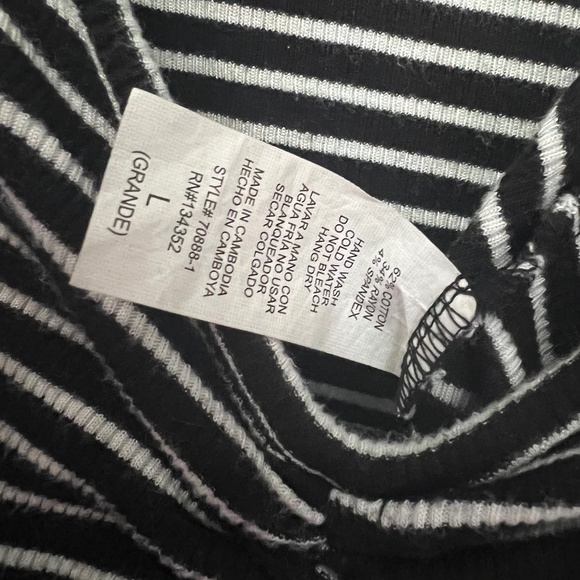 62% COTTON
34% RAYON
4% SPANDEX
HAND WASH
COLD WATER
DO NOT BLEACH
HANG DRY
LAVAR A MANO CON
AGUA FRIA NO USAR
BLANQUEADOR
SECAR COLGADO
MADE IN CAMBODIA
HECHO EN CAMBOYA
STYLE# 70888-1
RN#134352
L
(GRANDE)